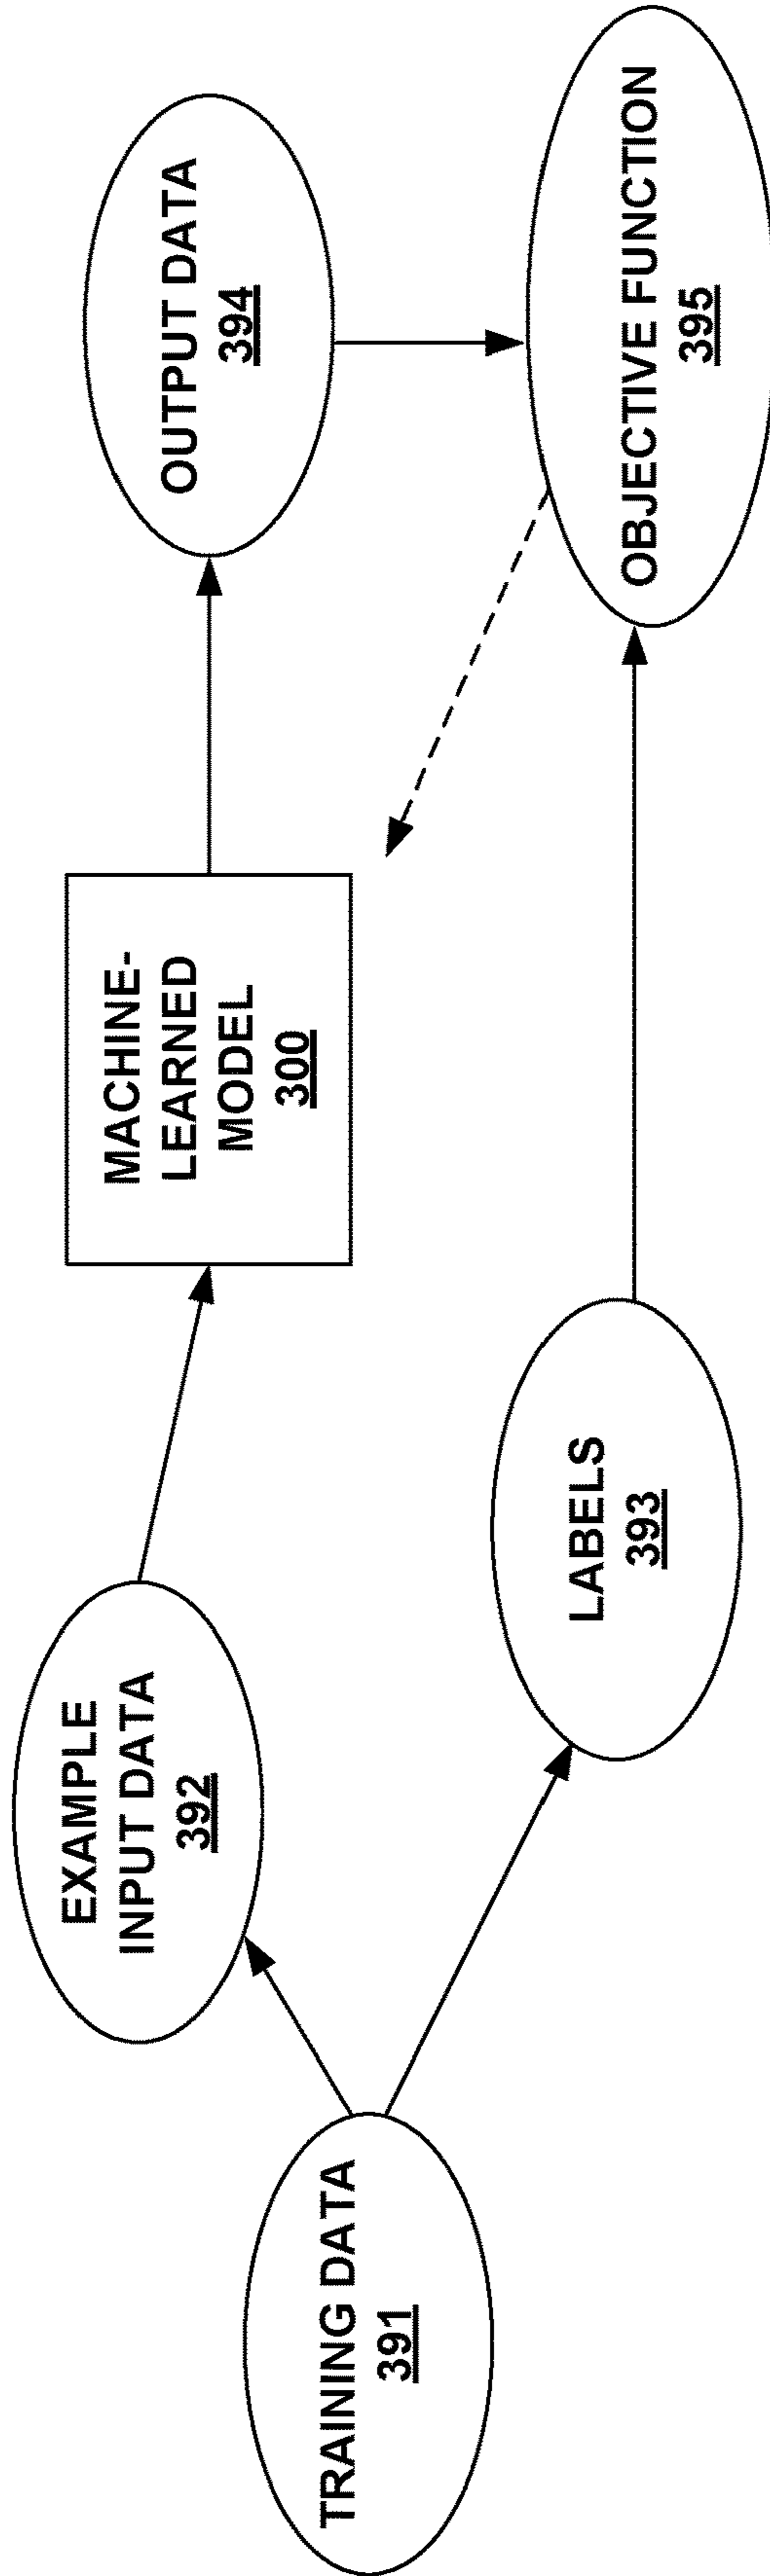 TRAINING DATA
391
EXAMPLE
INPUT DATA
392
LABELS
393
MACHINE-
LEARNED
MODEL
300
OUTPUT DATA
394
OBJECTIVE FUNCTION
395